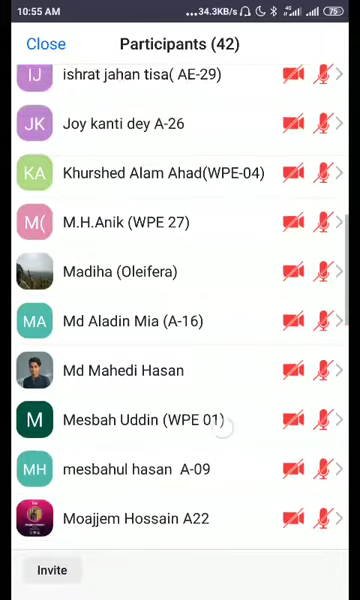 10:55 AM ...34.3KB/s 4G 75
Close Participants (42)
IJ ishrat jahan tisa( AE-29)
JK Joy kanti dey A-26
KA Khurshed Alam Ahad(WPE-04)
M( M.H.Anik (WPE 27)
Madiha (Oleifera)
MA Md Aladin Mia (A-16)
Md Mahedi Hasan
M Mesbah Uddin (WPE 01)
MH mesbahul hasan A-09
Moajjem Hossain A22
Invite